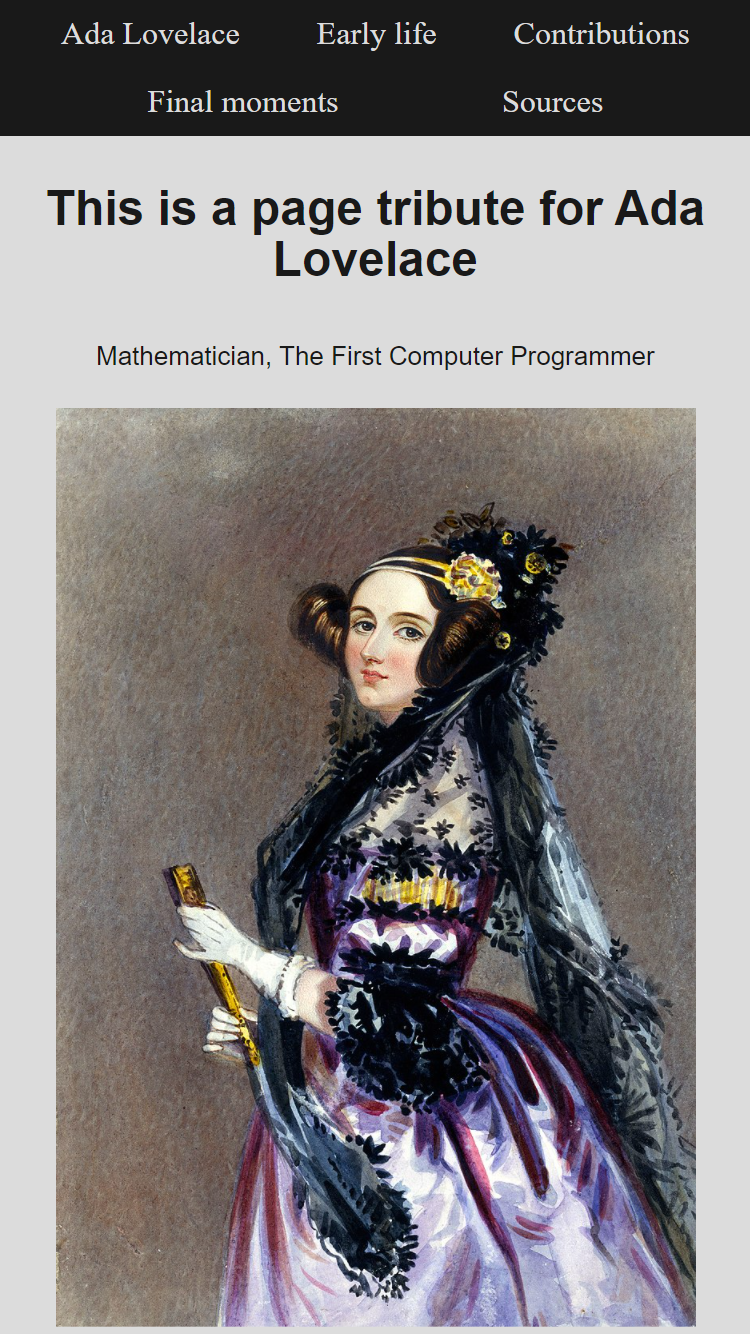 Ada Lovelace Early life Contributions
Final moments Sources
This is a page tribute for Ada
Lovelace
Mathematician, The First Computer Programmer